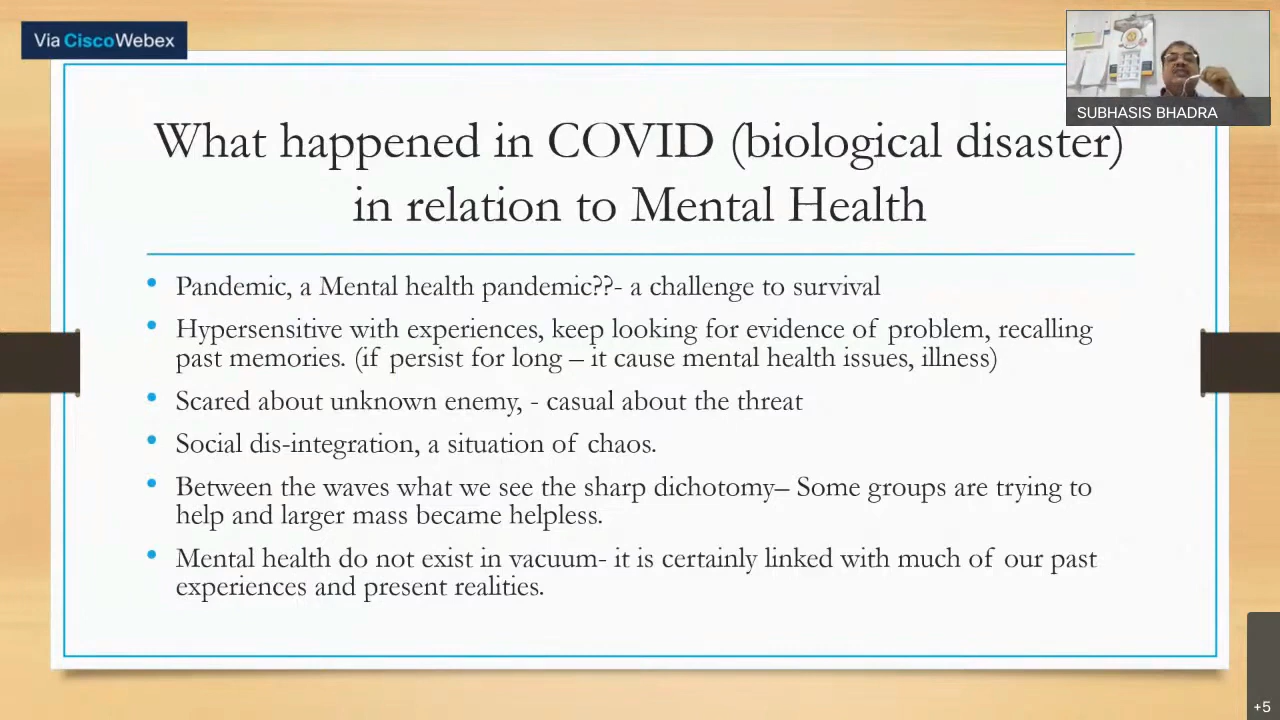 Via CiscoWebex
SUBHASIS BHADRA
What happened in COVID (biological disaster)
in relation to Mental Health
• Pandemic, a Mental health pandemic??- a challenge to survival
• Hypersensitive with experiences, keep looking for evidence of problem, recalling
past memories. (if persist for long – it cause mental health issues, illness)
• Scared about unknown enemy, - casual about the threat
• Social dis-integration, a situation of chaos.
• Between the waves what we see the sharp dichotomy– Some groups are trying to
help and larger mass became helpless.
• Mental health do not exist in vacuum- it is certainly linked with much of our past
experiences and present realities.
+5